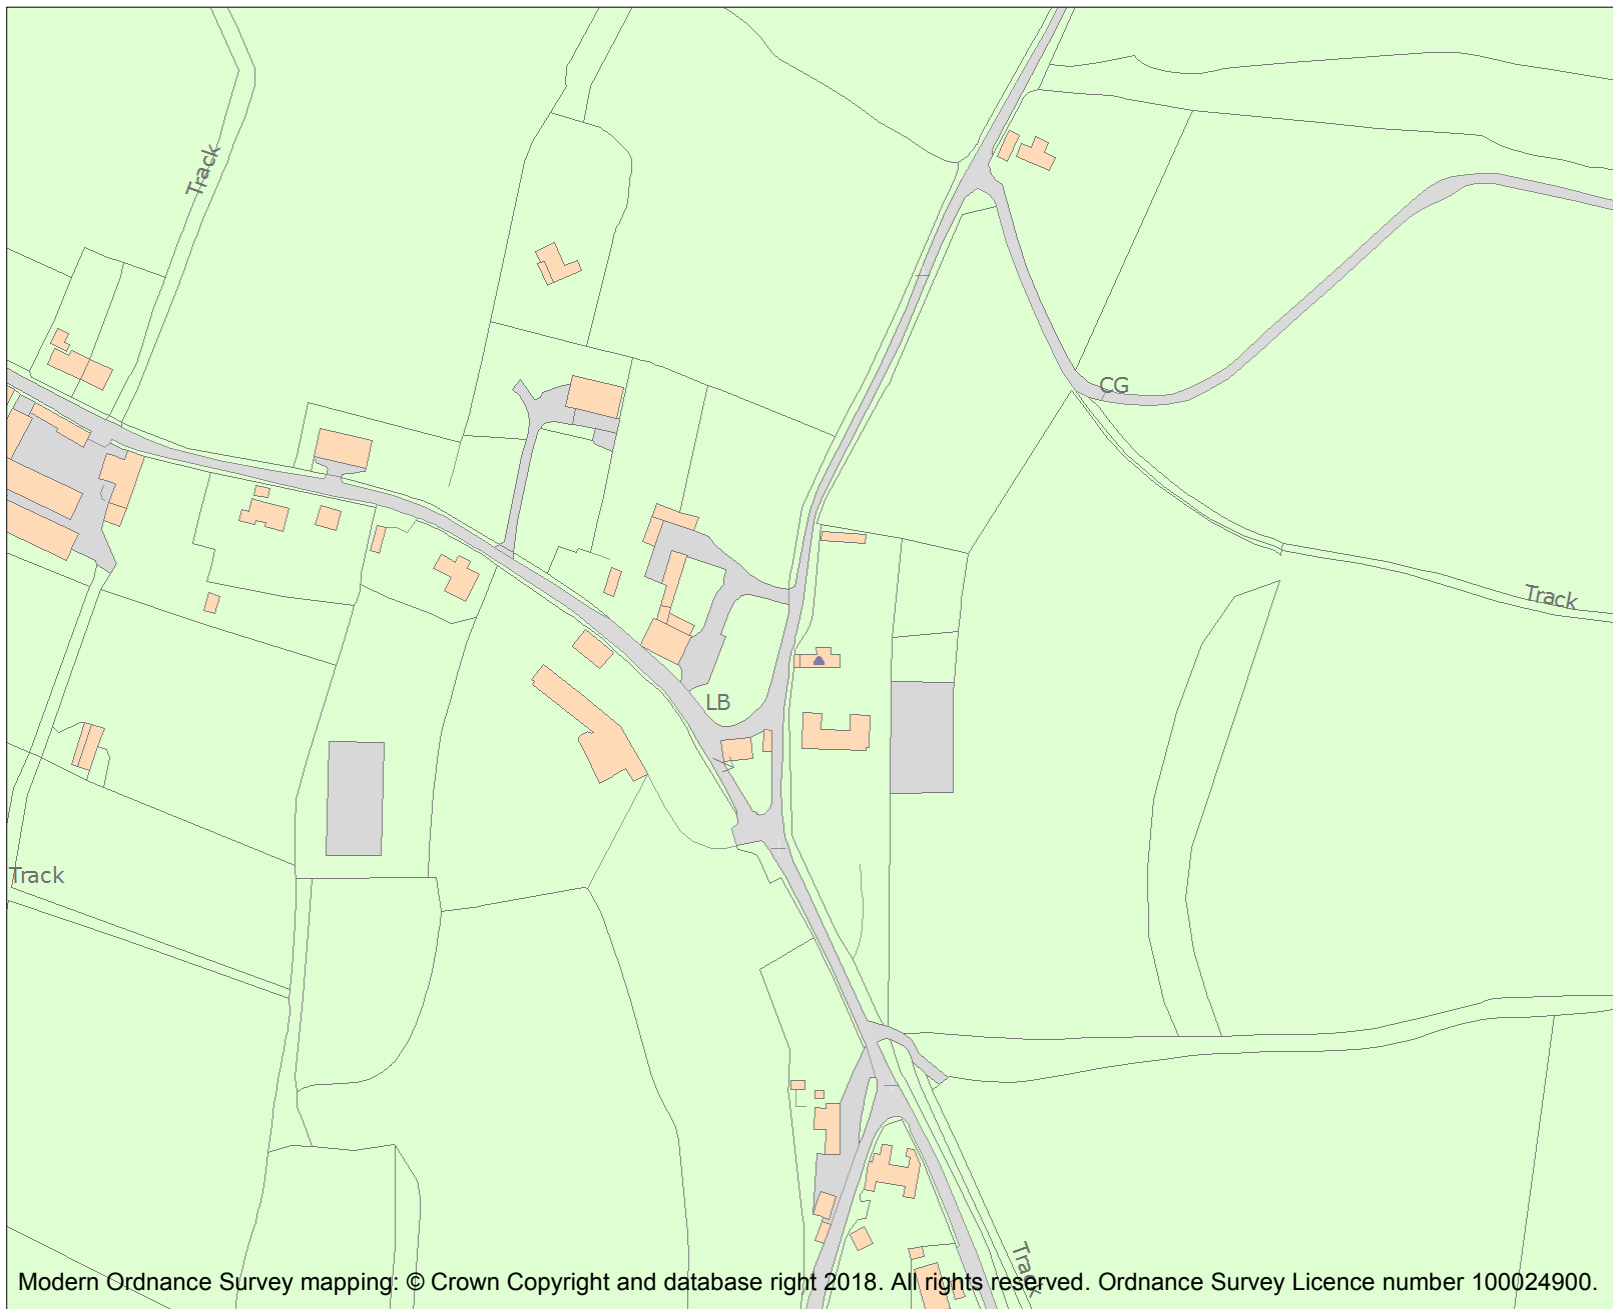 Track
CG
Track
LB
Track
Track
Modern Ordnance Survey mapping: © Crown Copyright and database right 2018. All rights reserved. Ordnance Survey Licence number 100024900.